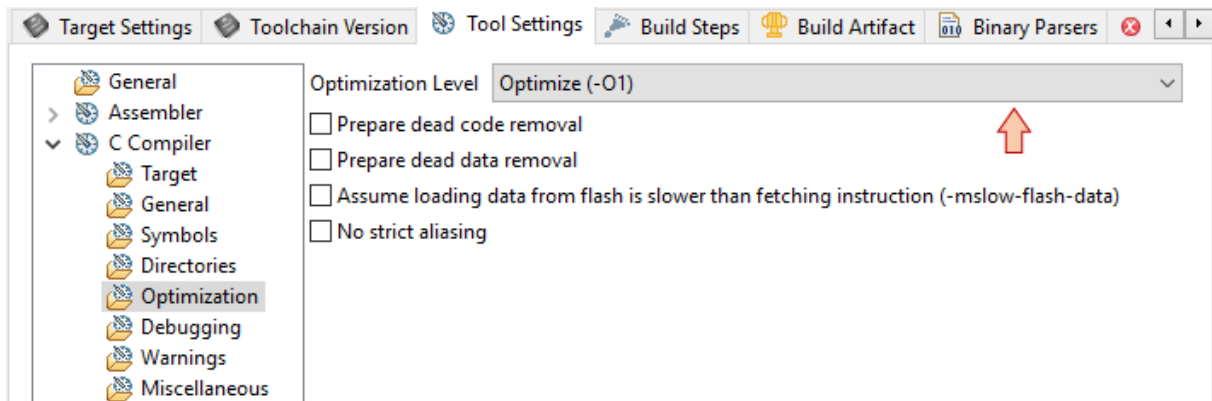 Target Settings Toolchain Version Tool Settings Build Steps Build Artifact Binary Parsers
General
Assembler
C Compiler
Target
General
Symbols
Directories
Optimization
Debugging
Warnings
Miscellaneous
Optimization Level Optimize (-O1)
Prepare dead code removal
Prepare dead data removal
Assume loading data from flash is slower than fetching instruction (-mslow-flash-data)
No strict aliasing